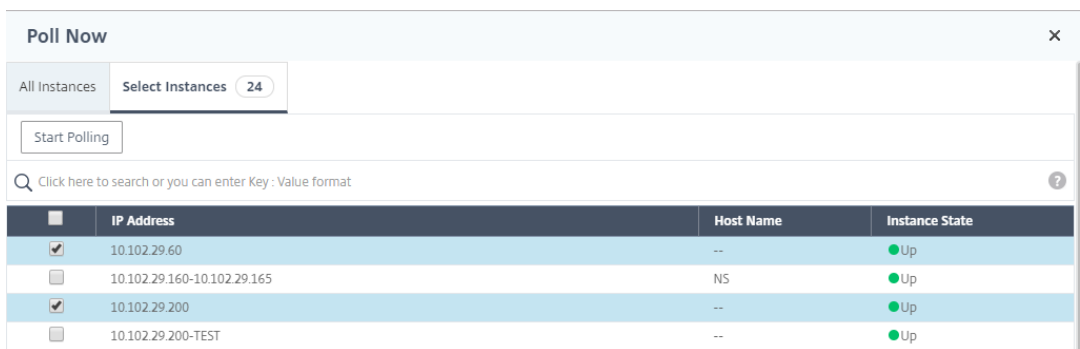 Poll Now ×
All Instances Select Instances 24
Start Polling
Click here to search or you can enter Key : Value format ?
IP Address Host Name Instance State
10.102.29.60 -- Up
10.102.29.160-10.102.29.165 NS Up
10.102.29.200 -- Up
10.102.29.200-TEST -- Up